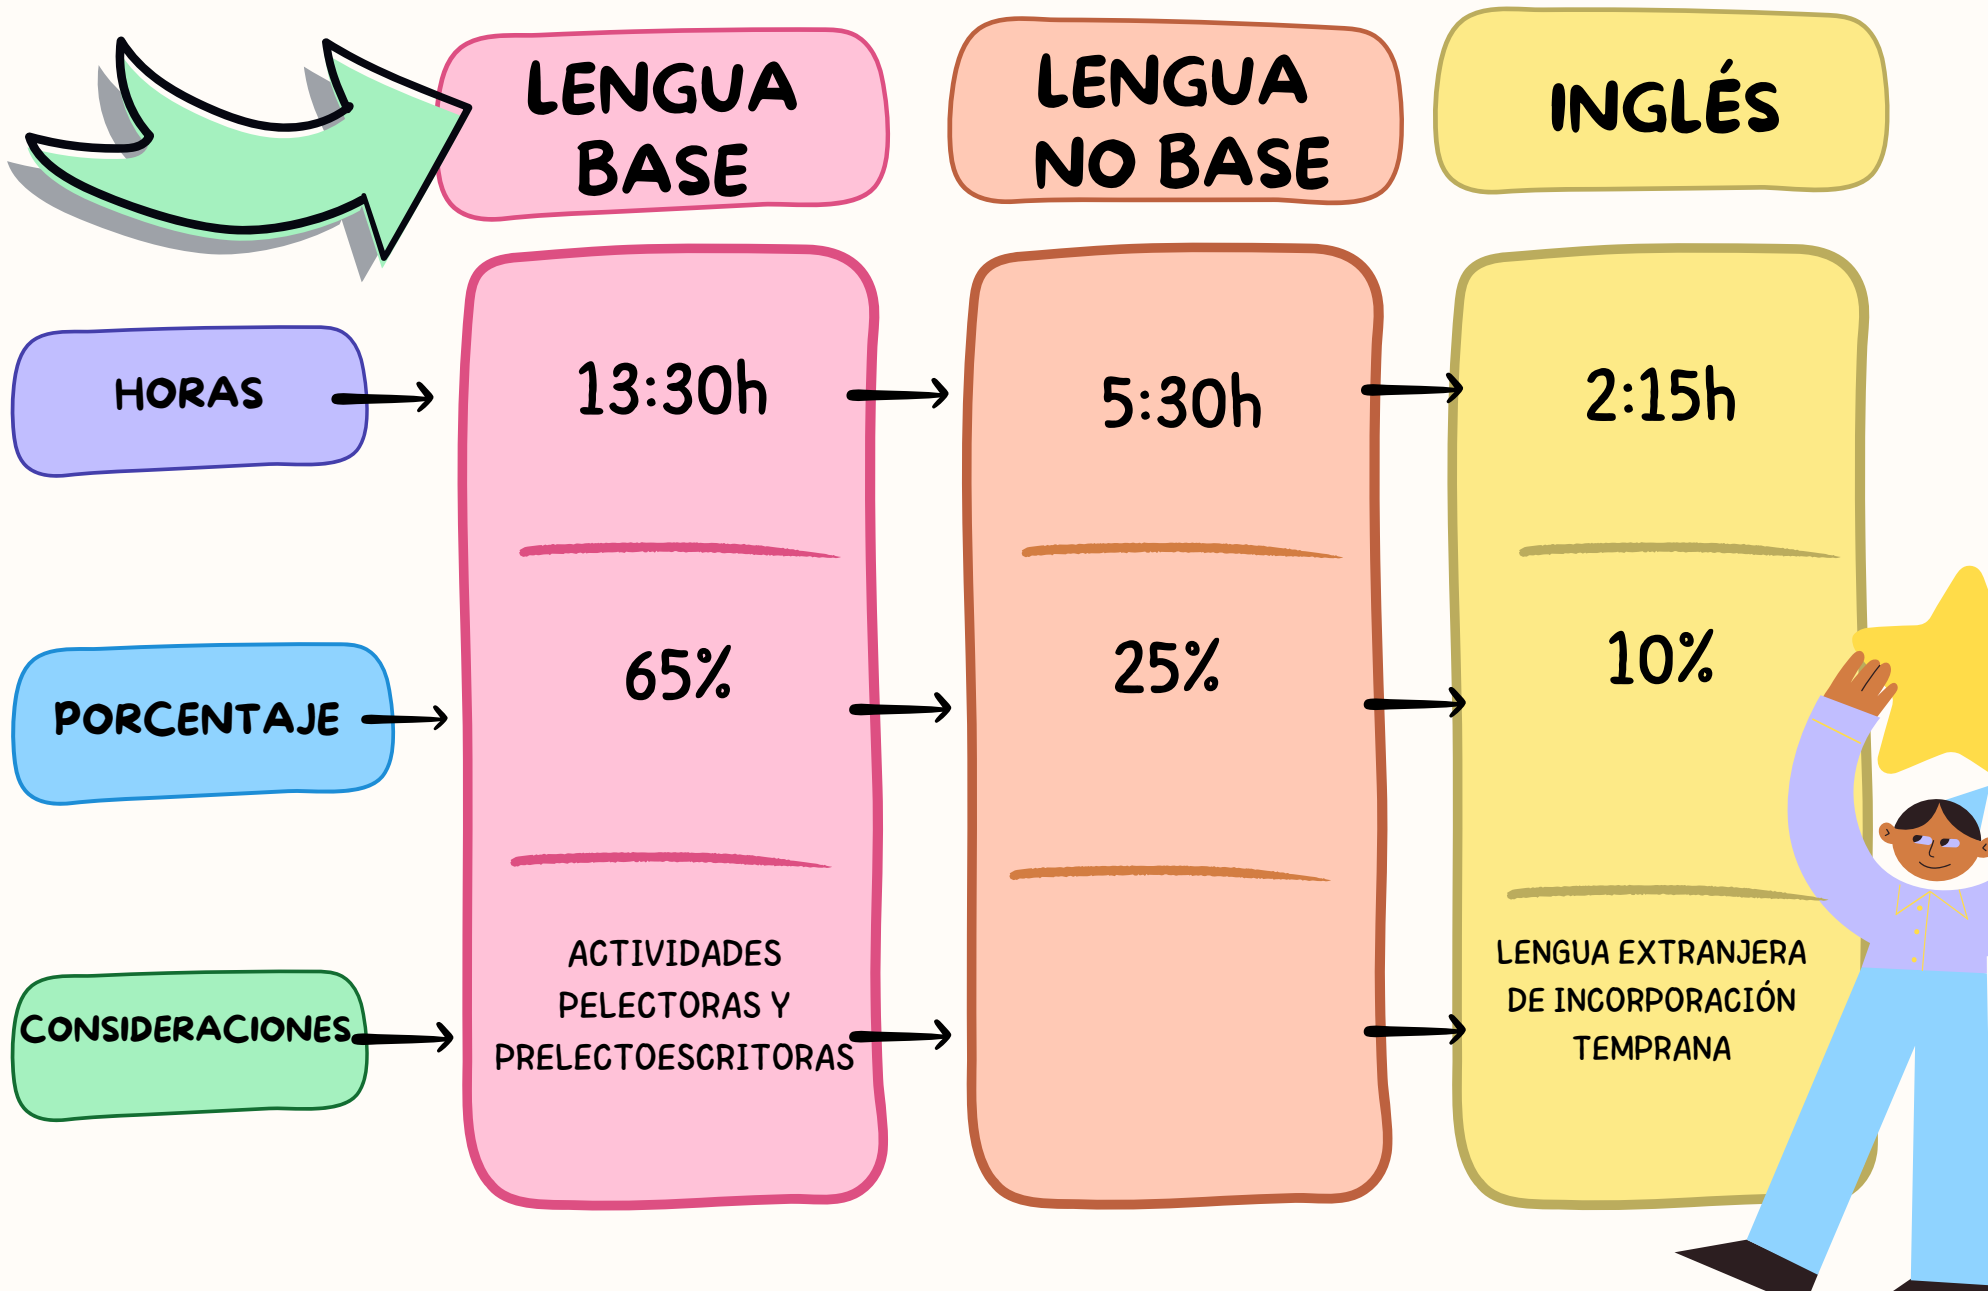 LENGUA
BASE
LENGUA
NO BASE
INGLÉS
HORAS
13:30h
5:30h
2:15h
PORCENTAJE
65%
25%
10%
CONSIDERACIONES
ACTIVIDADES
PELECTORAS Y
PRELECTOESCRITORAS
LENGUA EXTRANJERA
DE INCORPORACIÓN
TEMPRANA